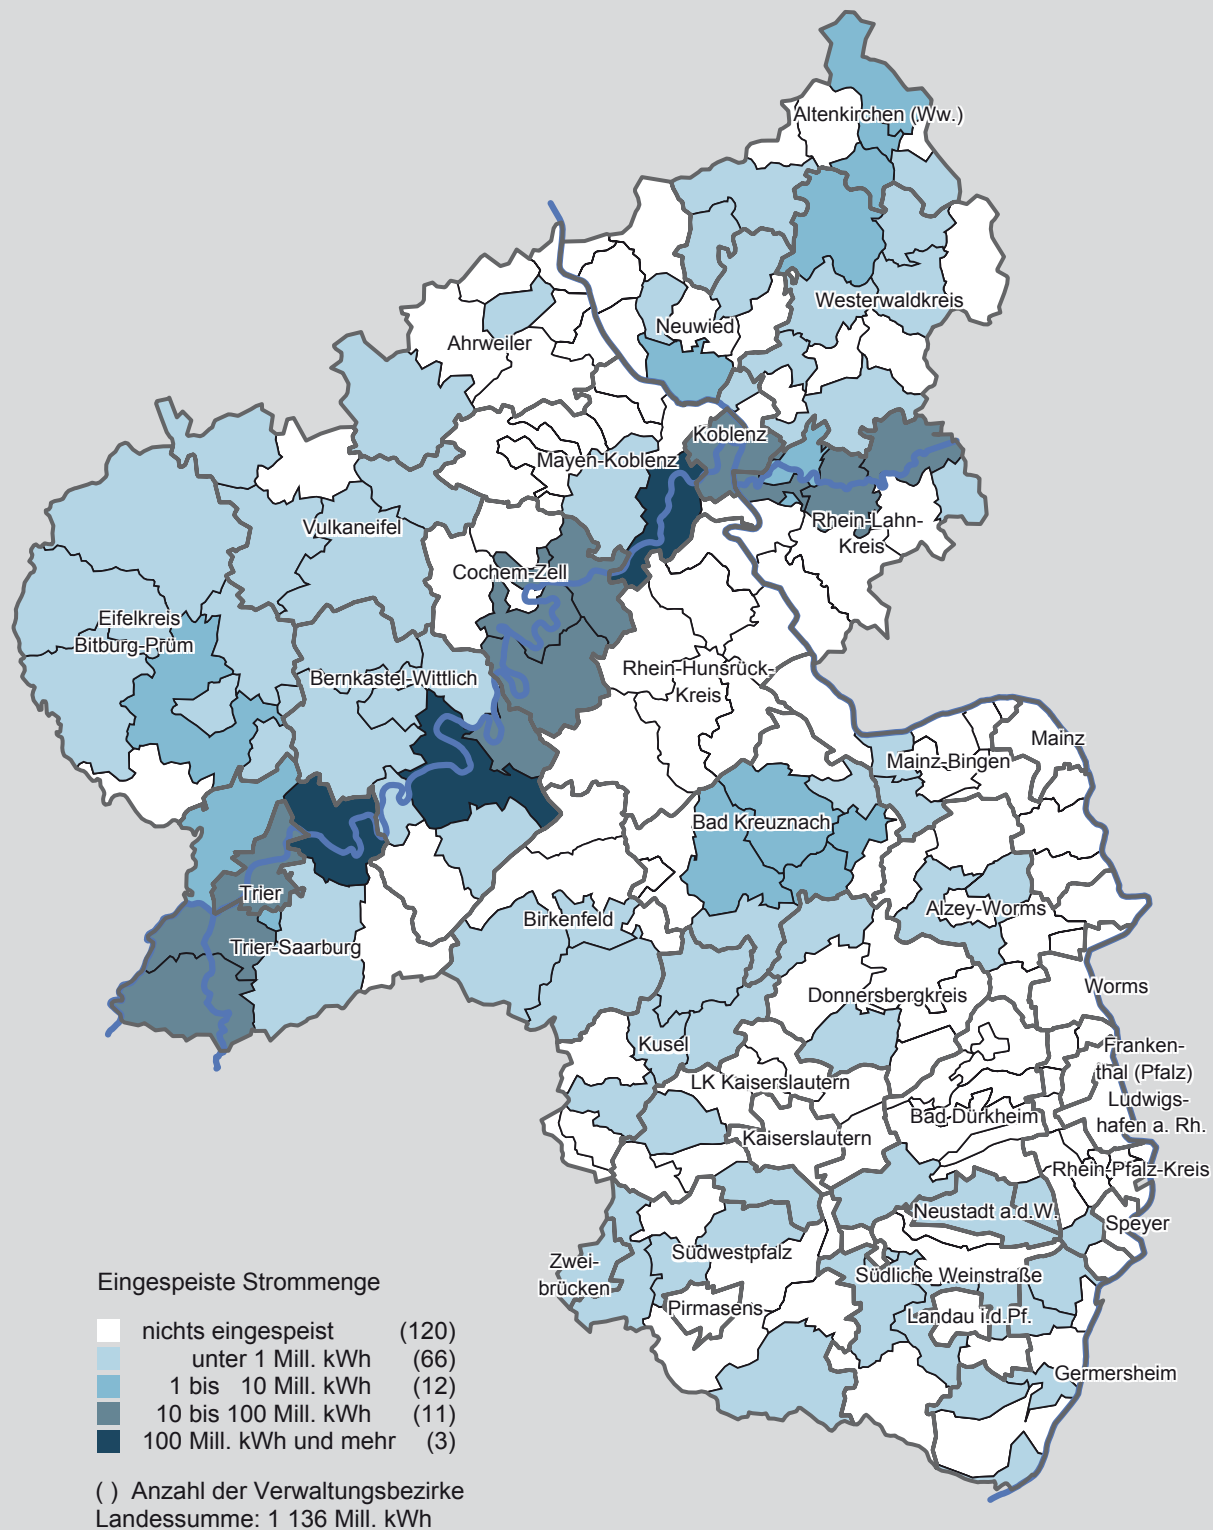 Altenkirchen (Ww.)
Westerwaldkreis
Neuwied
Ahrweiler
Koblenz
Mayen-Koblenz
Vulkaneifel
Rhein-Lahn-
Kreis
Cochem-Zell
Eifelkreis
Bitburg-Prüm
Bernkastel-Wittlich
Rhein-Hunsrück-
Kreis
Mainz
Mainz-Bingen
Bad Kreuznach
Trier
Alzey-Worms
Birkenfeld
Trier-Saarburg
Worms
Donnersbergkreis
Kusel
Franken-
thal (Pfalz)
LK Kaiserslautern
Ludwigs-
hafen a. Rh.
Bad Dürkheim
Kaiserslautern
Rhein-Pfalz-Kreis
Neustadt a.d.W.
Speyer
Südwestpfalz
Zwei-
brücken
Südliche Weinstraße
Pirmasens
Landau i.d.Pf.
Germersheim
Eingespeiste Strommenge
nichts eingespeist (120)
unter 1 Mill. kWh (66)
1 bis 10 Mill. kWh (12)
10 bis 100 Mill. kWh (11)
100 Mill. kWh und mehr (3)
( ) Anzahl der Verwaltungsbezirke
Landessumme: 1 136 Mill. kWh